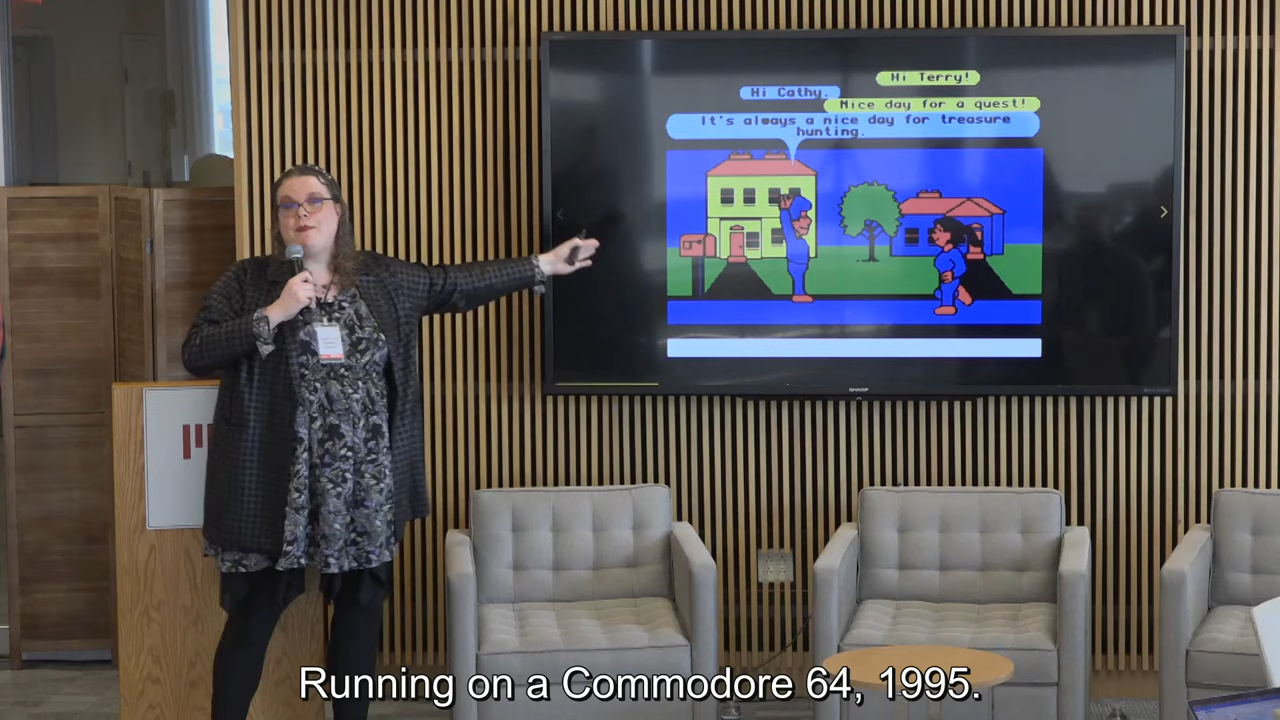 Hi Terry!
Hi Cathy.
Nice day for a quest!
It's always a nice day for treasure
hunting.
SHARP
Running on a Commodore 64, 1995.